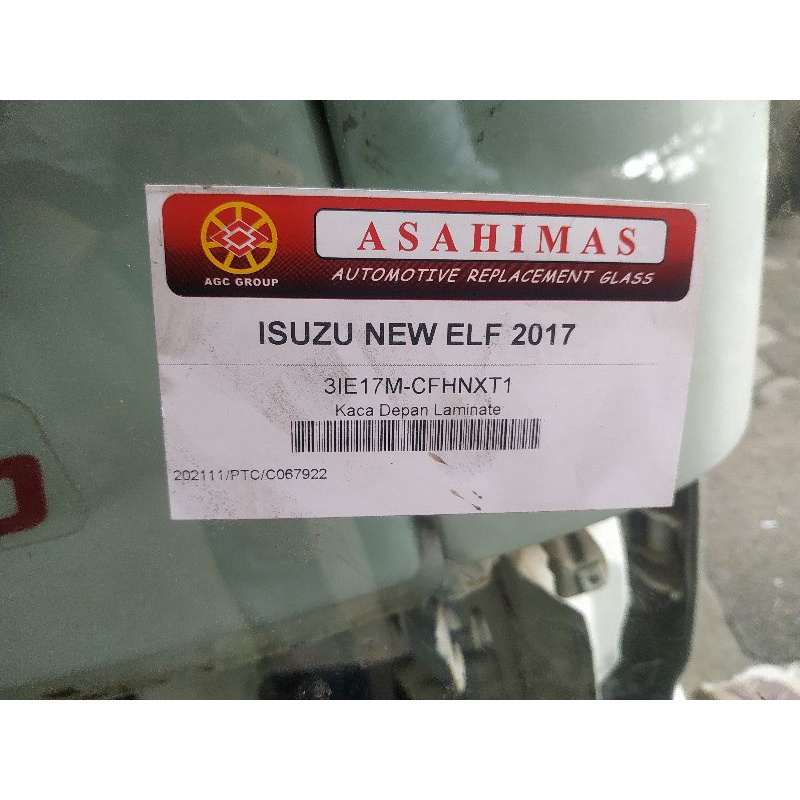 ASAHIMAS
AGC GROUP
AUTOMOTIVE REPLACEMENT GLASS
ISUZU NEW ELF 2017
3IE17M-CFHNXT1
Kaca Depan Laminate
202111/PTC/C067922